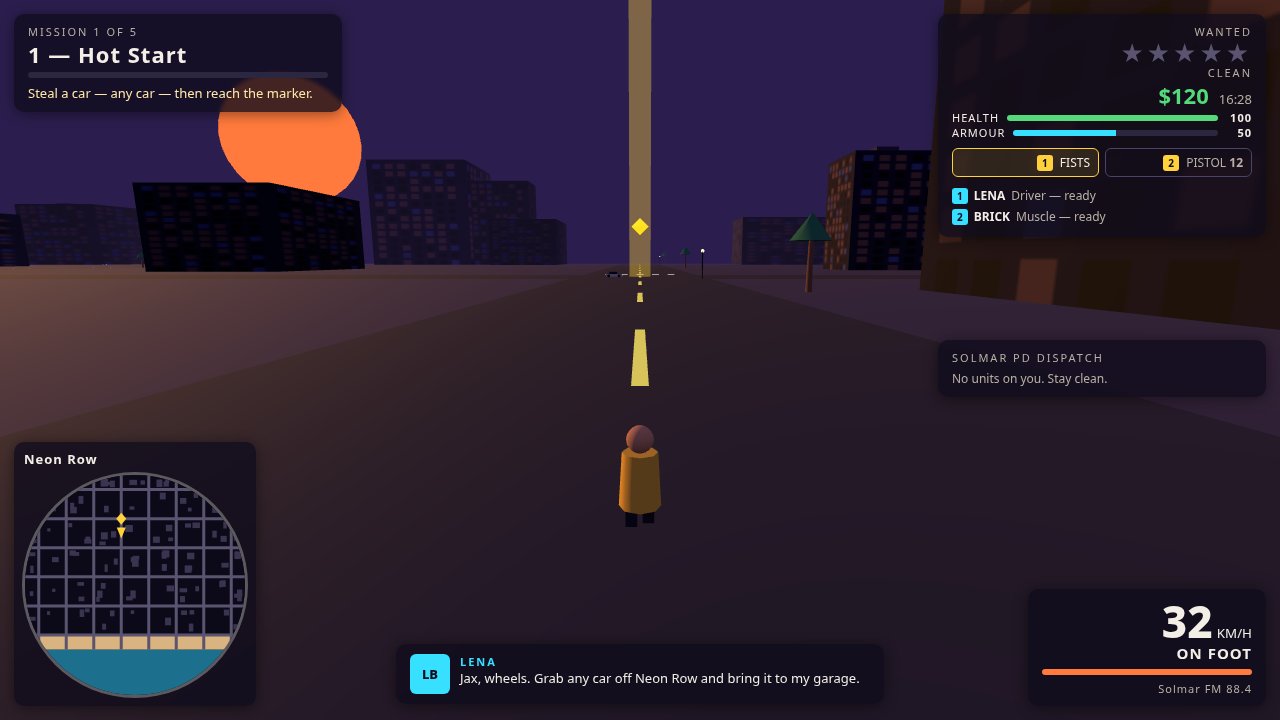 MISSION 1 OF 5
1 — Hot Start
Steal a car — any car — then reach the marker.
WANTED
★★★★★
CLEAN
$120 16:28
HEALTH 100
ARMOUR 50
1 FISTS
2 PISTOL 12
1 LENA Driver — ready
2 BRICK Muscle — ready
SOLMAR PD DISPATCH
No units on you. Stay clean.
Neon Row
LB
LENA
Jax, wheels. Grab any car off Neon Row and bring it to my garage.
32 KM/H
ON FOOT
Solmar FM 88.4